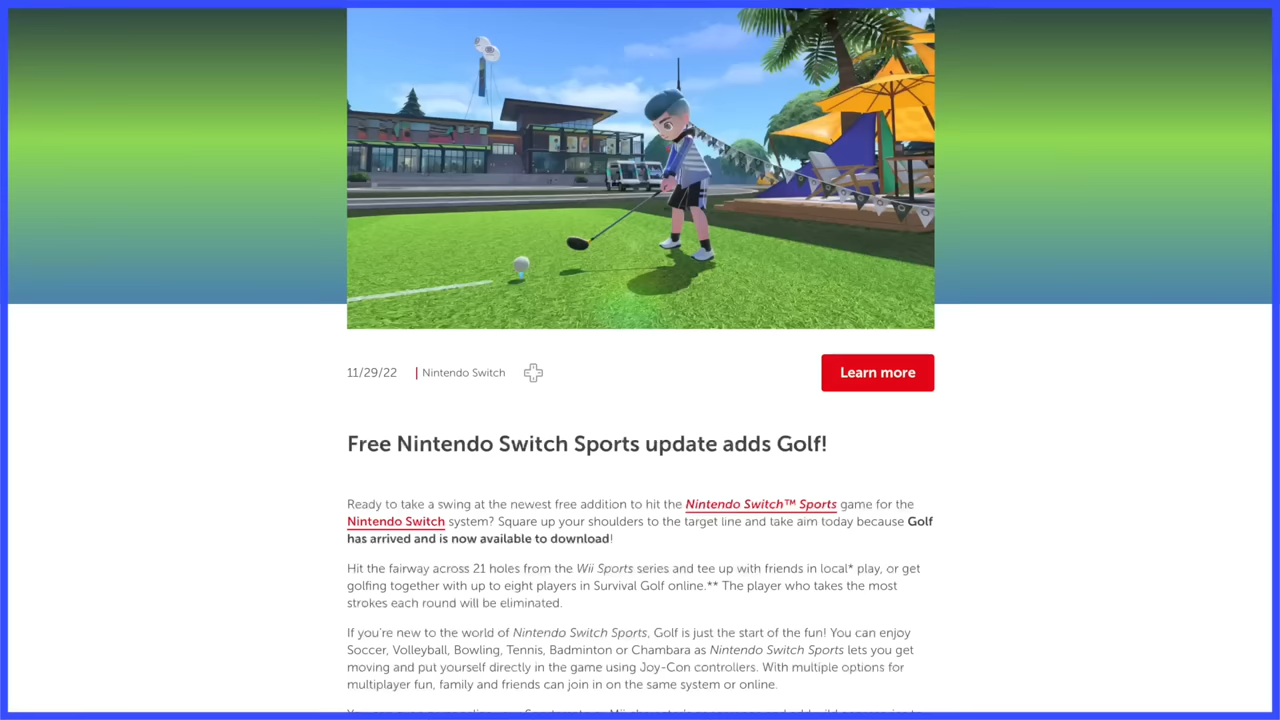 11/29/22 | Nintendo Switch
Learn more
Free Nintendo Switch Sports update adds Golf!
Ready to take a swing at the newest free addition to hit the Nintendo Switch™ Sports game for the
Nintendo Switch system? Square up your shoulders to the target line and take aim today because Golf
has arrived and is now available to download!
Hit the fairway across 21 holes from the Wii Sports series and tee up with friends in local* play, or get
golfing together with up to eight players in Survival Golf online.** The player who takes the most
strokes each round will be eliminated.
If you're new to the world of Nintendo Switch Sports, Golf is just the start of the fun! You can enjoy
Soccer, Volleyball, Bowling, Tennis, Badminton or Chambara as Nintendo Switch Sports lets you get
moving and put yourself directly in the game using Joy-Con controllers. With multiple options for
multiplayer fun, family and friends can join in on the same system or online.